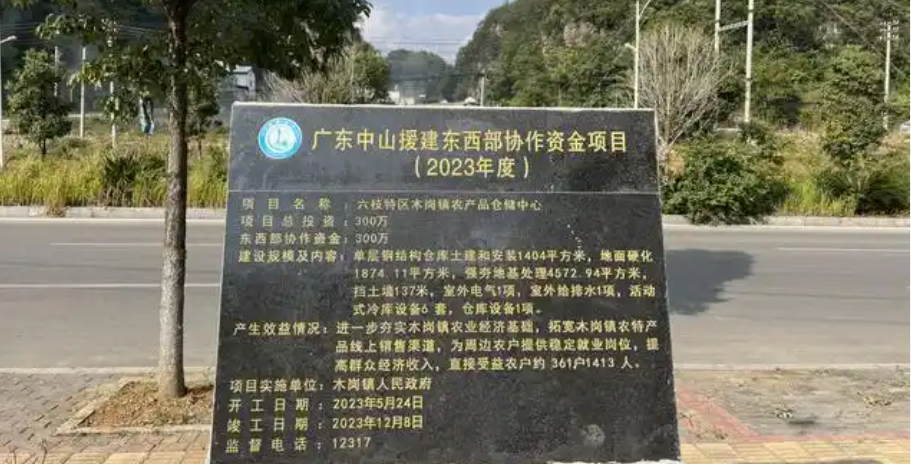 广东中山援建东西部协作资金项目
（2023年度）
项目名称：六枝特区木岗镇农产品仓储中心
项目总投资：300万
东西部协作资金：300万
建设规模及内容：单层钢结构仓库土建和安装1404平方米，地面硬化
1874.11平方米，强夯地基处理4572.94平方米，
挡土墙137米，室外电气1项，室外给排水1项，活动
式冷库设备6套，仓库设备1项。
产生效益情况：进一步夯实木岗镇农业经济基础，拓宽木岗镇农特产
品线上销售渠道，为周边农户提供稳定就业岗位，提
高群众经济收入，直接受益农户约361户1413人。
项目实施单位：木岗镇人民政府
开工日期：2023年5月24日
竣工日期：2023年12月8日
监督电话：12317